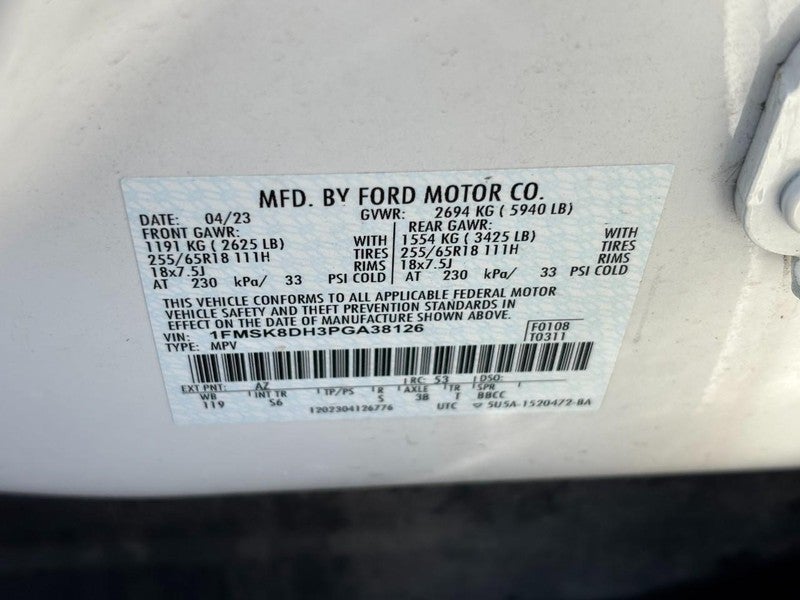 MFD. BY FORD MOTOR CO.
DATE: 04/23 GVWR: 2694 KG ( 5940 LB)
FRONT GAWR: REAR GAWR:
1191 KG ( 2625 LB) WITH 1554 KG ( 3425 LB) WITH
255/65R18 111H TIRES 255/65R18 111H TIRES
18x7.5J RIMS 18x7.5J RIMS
AT 230 kPa/ 33 PSI COLD AT 230 kPa/ 33 PSI COLD
THIS VEHICLE CONFORMS TO ALL APPLICABLE FEDERAL MOTOR
VEHICLE SAFETY AND THEFT PREVENTION STANDARDS IN
EFFECT ON THE DATE OF MANUFACTURE SHOWN ABOVE.
VIN: 1FMSK8DH3PGA38126 F0108
TYPE: MPV T0311
EXT PNT: AZ RC: 53 DSO:
WB INT TR TP/PS R AXLE TR SPR
119 S6 S 3B T BBCC
1202304126776 UTC 5U5A-1520472-BA